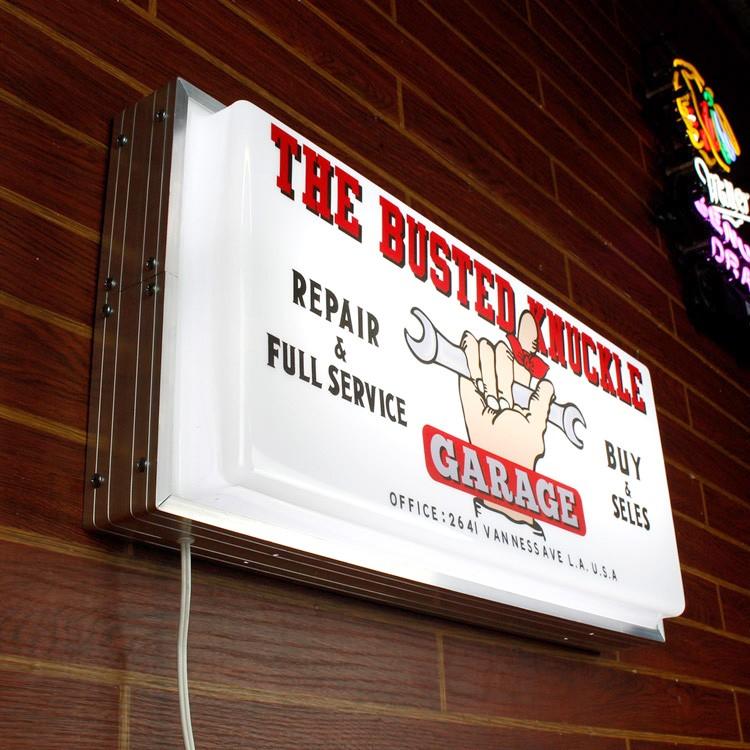 THE BUSTED KNUCKLE
REPAIR
&
FULL SERVICE
GARAGE
BUY
&
SELES
OFFICE:2641 VANNESS AVE L.A. U.S.A